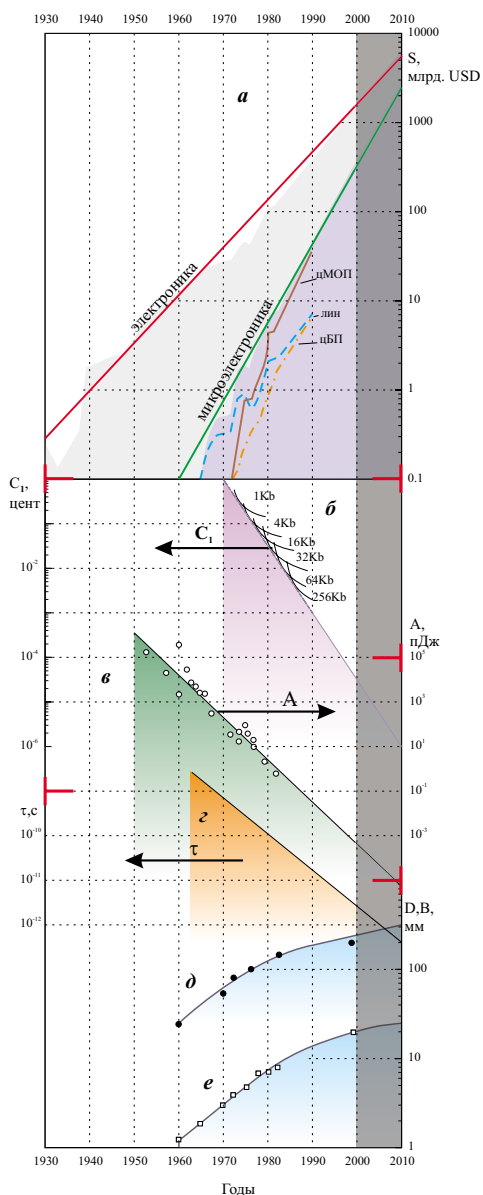 1930 1940 1950 1960 1970 1980 1990 2000 2010
10000
S,
млрд. USD
а
1000
100
электроника
микроэлектроника
цМОП
10
лин
цБП
1
0.1
C₁,
цент
б
1Kb
4Kb
C₁
16Kb
32Kb
10⁻²
64Kb
256Kb
A,
пДж
10⁻⁴
10⁵
в
A
10³
10⁻⁶
10¹
10⁻¹
τ,с
г
10⁻¹⁰
10⁻³
τ
10⁻¹¹
10⁻¹²
D,B,
мм
д
100
е
10
1
1930 1940 1950 1960 1970 1980 1990 2000 2010
Годы